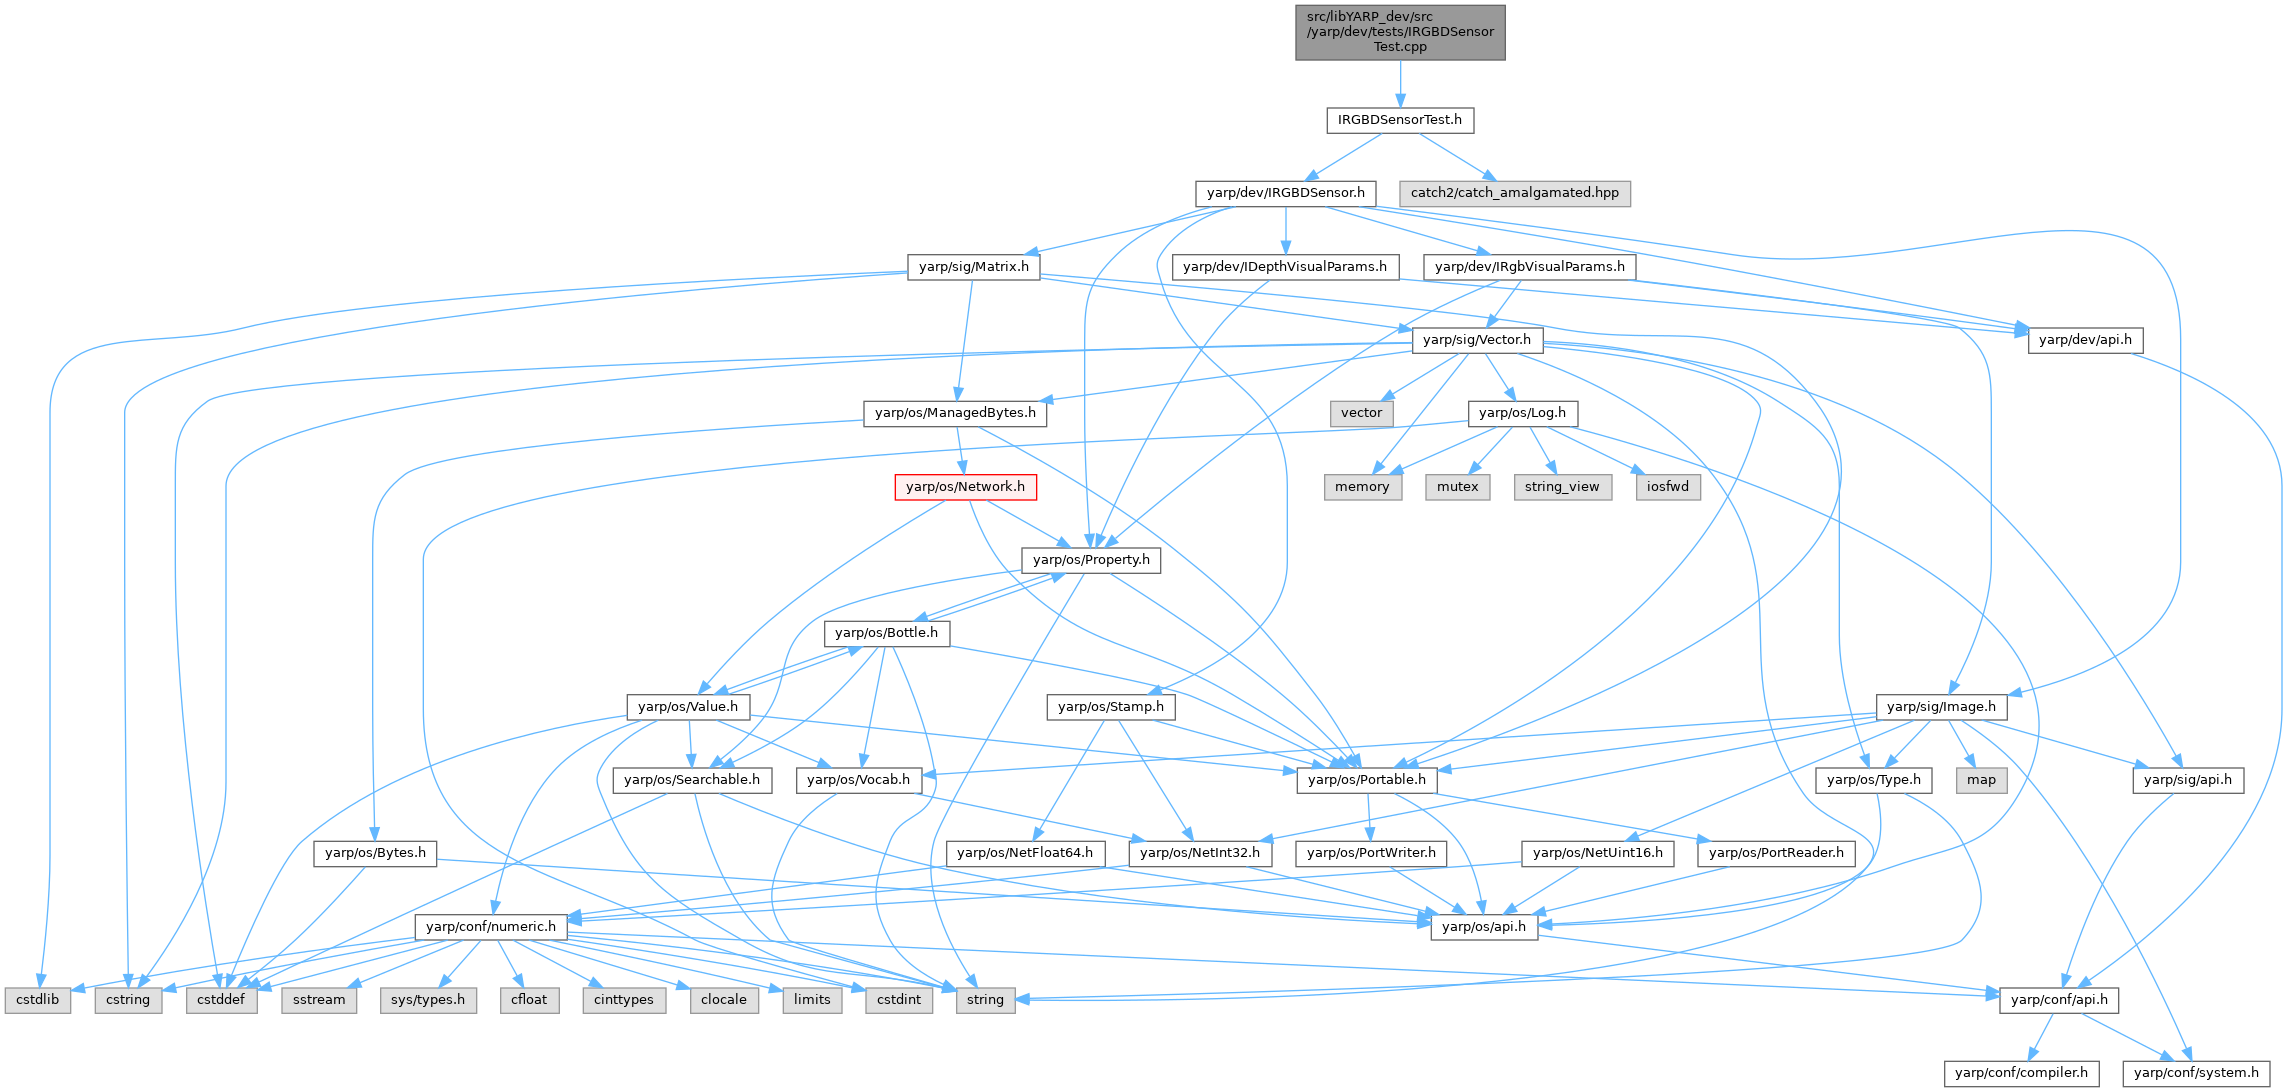 src/libYARP_dev/src
/yarp/dev/tests/IRGBDSensor
Test.cpp
IRGBDSensorTest.h
yarp/dev/IRGBDSensor.h
catch2/catch_amalgamated.hpp
yarp/sig/Matrix.h
yarp/dev/IDepthVisualParams.h
yarp/dev/IRgbVisualParams.h
yarp/sig/Vector.h
yarp/dev/api.h
yarp/os/ManagedBytes.h
vector
yarp/os/Log.h
yarp/os/Network.h
memory
mutex
string_view
iosfwd
yarp/os/Property.h
yarp/os/Bottle.h
yarp/os/Value.h
yarp/os/Stamp.h
yarp/sig/Image.h
yarp/os/Searchable.h
yarp/os/Vocab.h
yarp/os/Portable.h
yarp/os/Type.h
map
yarp/sig/api.h
yarp/os/Bytes.h
yarp/os/NetFloat64.h
yarp/os/NetInt32.h
yarp/os/PortWriter.h
yarp/os/NetUint16.h
yarp/os/PortReader.h
yarp/conf/numeric.h
yarp/os/api.h
cstdlib
cstring
cstddef
sstream
sys/types.h
cfloat
cinttypes
clocale
limits
cstdint
string
yarp/conf/api.h
yarp/conf/compiler.h
yarp/conf/system.h